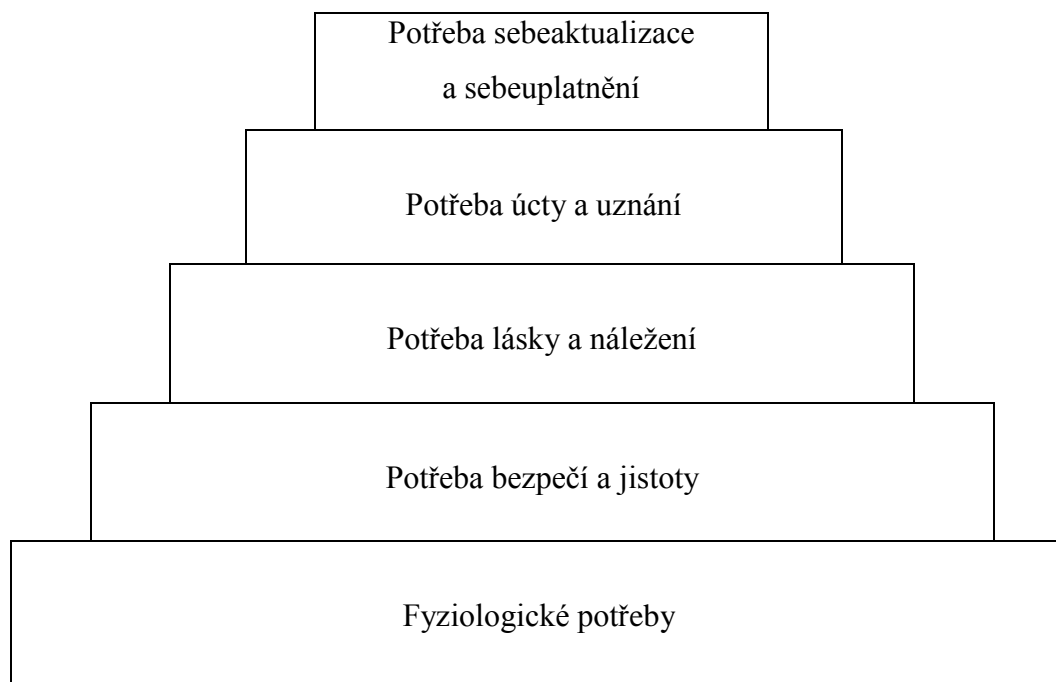 Potřeba sebeaktualizace
a sebeuplatnění
Potřeba úcty a uznání
Potřeba lásky a náležení
Potřeba bezpečí a jistoty
Fyziologické potřeby